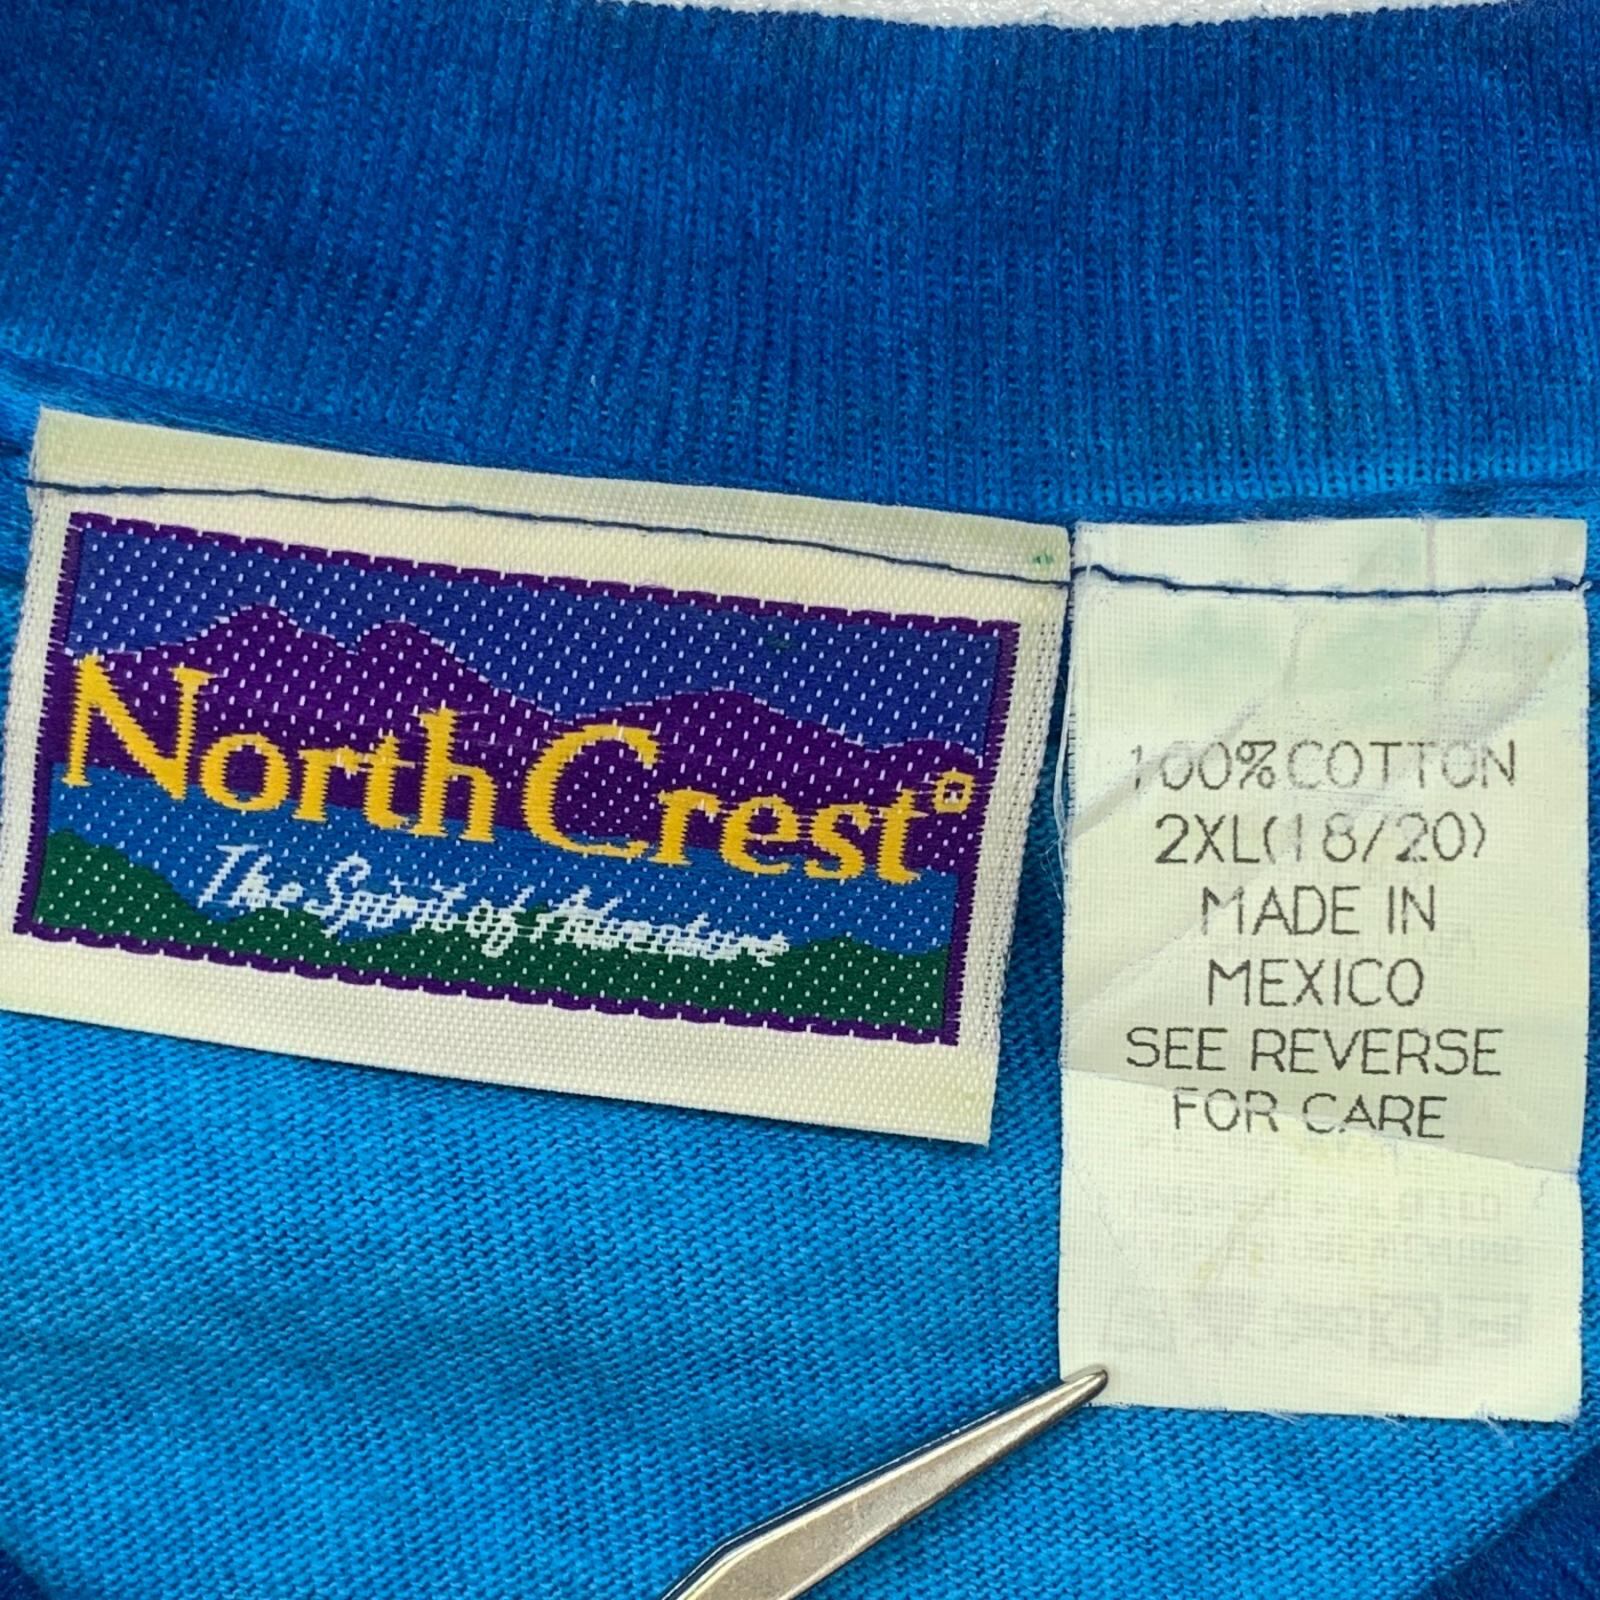 North Crest®
The Spirit of Adventure
100% COTTON
2XL(18/20)
MADE IN
MEXICO
SEE REVERSE
FOR CARE